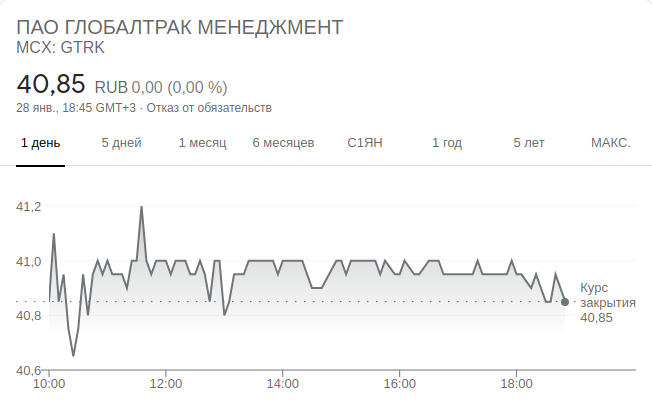 ПАО ГЛОБАЛТРАК МЕНЕДЖМЕНТ
MCX: GTRK
40,85 RUB 0,00 (0,00 %)
28 янв., 18:45 GMT+3 · Отказ от обязательств
1 день 5 дней 1 месяц 6 месяцев С1ЯН 1 год 5 лет МАКС.
41,2
41,0
40,8
40,6
Курс
закрытия
40,85
10:00 12:00 14:00 16:00 18:00